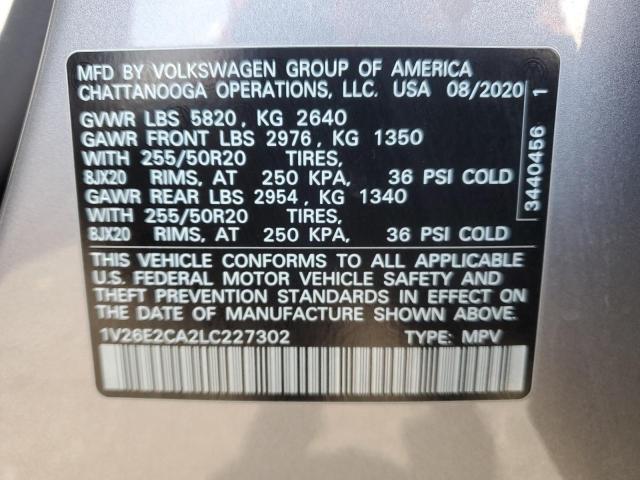 MFD BY VOLKSWAGEN GROUP OF AMERICA
CHATTANOOGA OPERATIONS, LLC. USA 08/2020
GVWR LBS 5820, KG 2640
GAWR FRONT LBS 2976, KG 1350
WITH 255/50R20 TIRES,
8JX20 RIMS, AT 250 KPA, 36 PSI COLD
GAWR REAR LBS 2954, KG 1340
WITH 255/50R20 TIRES,
8JX20 RIMS, AT 250 KPA, 36 PSI COLD
THIS VEHICLE CONFORMS TO ALL APPLICABLE
U.S. FEDERAL MOTOR VEHICLE SAFETY AND
THEFT PREVENTION STANDARDS IN EFFECT ON
THE DATE OF MANUFACTURE SHOWN ABOVE.
1V26E2CA2LC227302 TYPE: MPV
3440456 1